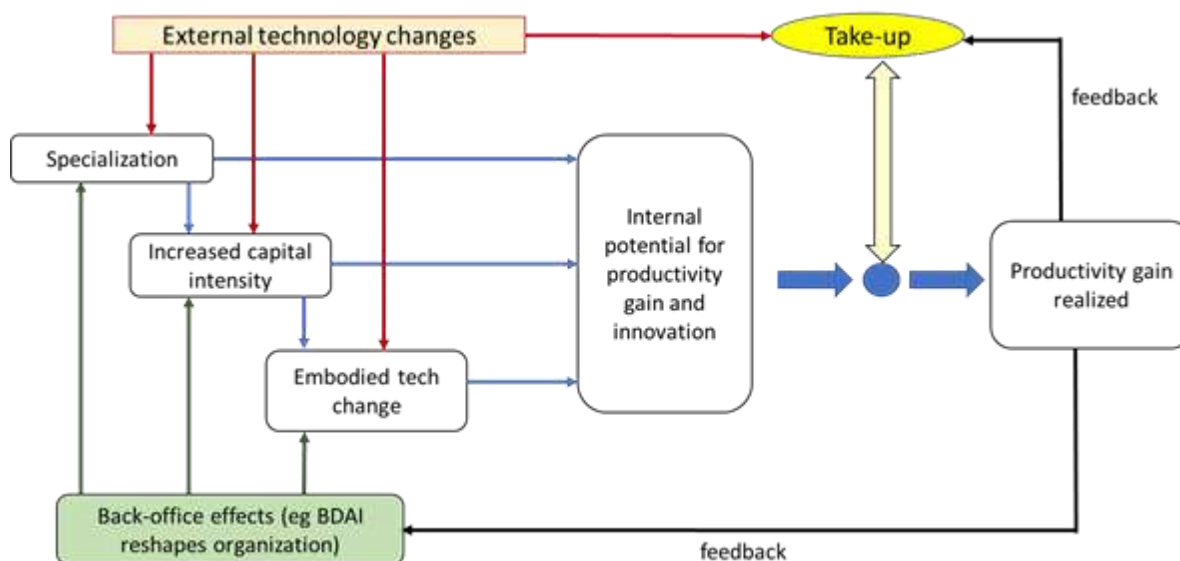 External technology changes
Take-up
feedback
Specialization
Increased capital
intensity
Embodied tech
change
Internal
potential for
productivity
gain and
innovation
Productivity gain
realized
Back-office effects (eg BDAI
reshapes organization)
feedback